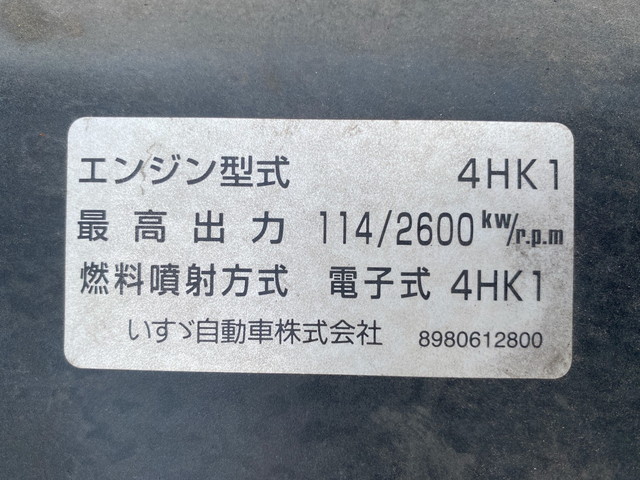 エンジン型式 4HK1
最高出力 114/2600 kW/r.p.m
燃料噴射方式 電子式 4HK1
いすゞ自動車株式会社 8980612800